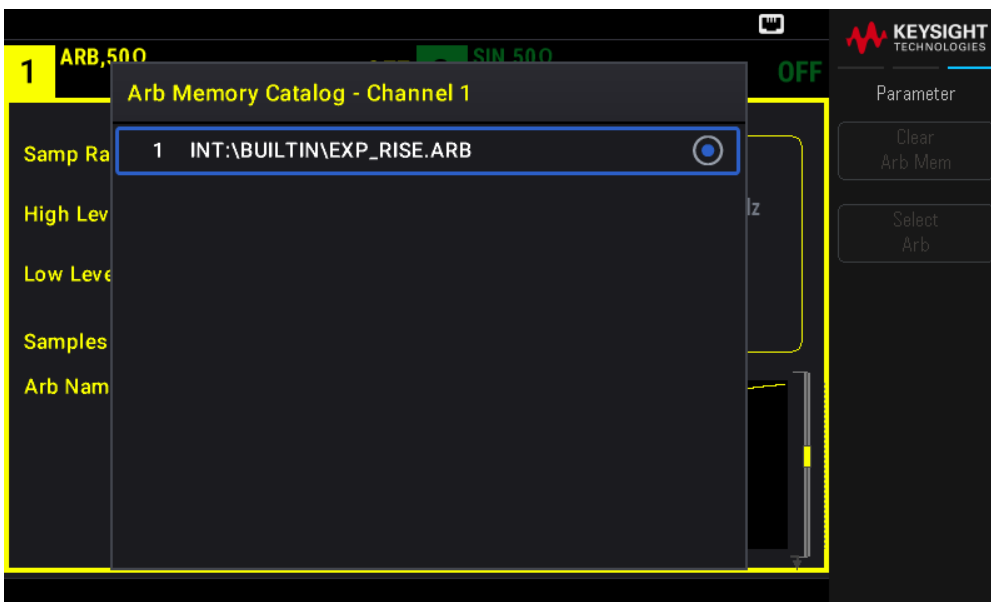 KEYSIGHT
TECHNOLOGIES
1
ARB,50Ω
SIN 50Ω
OFF
Parameter
Arb Memory Catalog - Channel 1
Clear
Arb Mem
1 INT:\BUILTIN\EXP_RISE.ARB
Samp Ra
High Lev
Select
Arb
Low Leve
Samples
Arb Nam